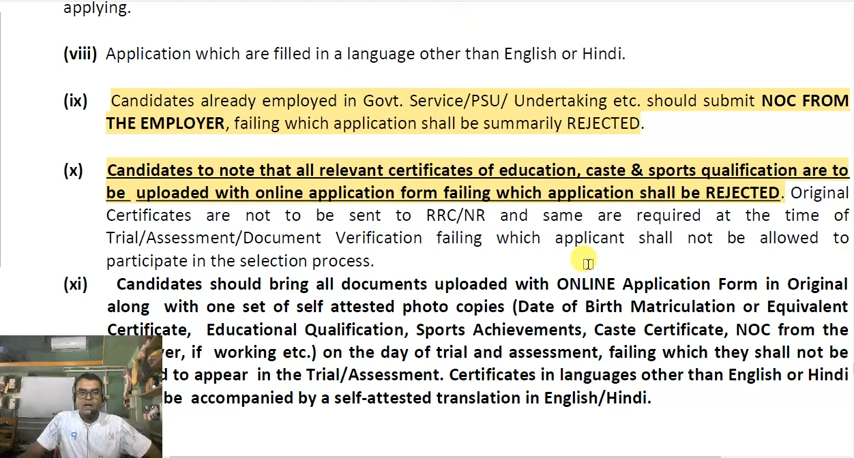 applying.
(viii) Application which are filled in a language other than English or Hindi.
(ix) Candidates already employed in Govt. Service/PSU/ Undertaking etc. should submit NOC FROM
THE EMPLOYER, failing which application shall be summarily REJECTED.
(x) Candidates to note that all relevant certificates of education, caste & sports qualification are to
be uploaded with online application form failing which application shall be REJECTED. Original
Certificates are not to be sent to RRC/NR and same are required at the time of
Trial/Assessment/Document Verification failing which applicant shall not be allowed to
participate in the selection process.
(xi) Candidates should bring all documents uploaded with ONLINE Application Form in Original
along with one set of self attested photo copies (Date of Birth Matriculation or Equivalent
Certificate, Educational Qualification, Sports Achievements, Caste Certificate, NOC from the
er, if working etc.) on the day of trial and assessment, failing which they shall not be
d to appear in the Trial/Assessment. Certificates in languages other than English or Hindi
be accompanied by a self-attested translation in English/Hindi.